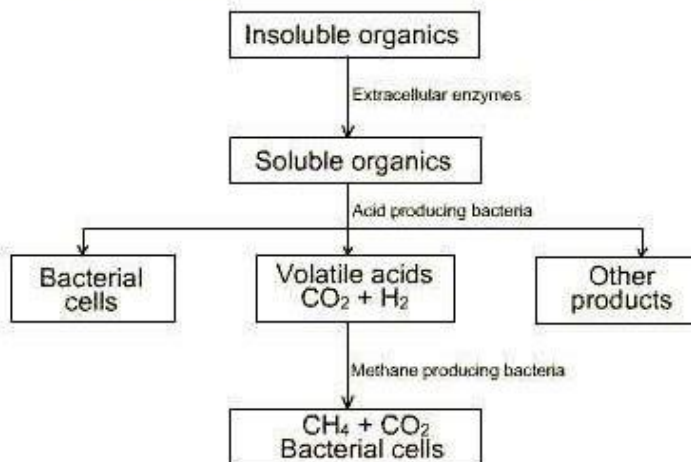 Insoluble organics
Extracellular enzymes
Soluble organics
Acid producing bacteria
Bacterial
cells
Volatile acids
CO₂ + H₂
Other
products
Methane producing bacteria
CH₄ + CO₂
Bacterial cells